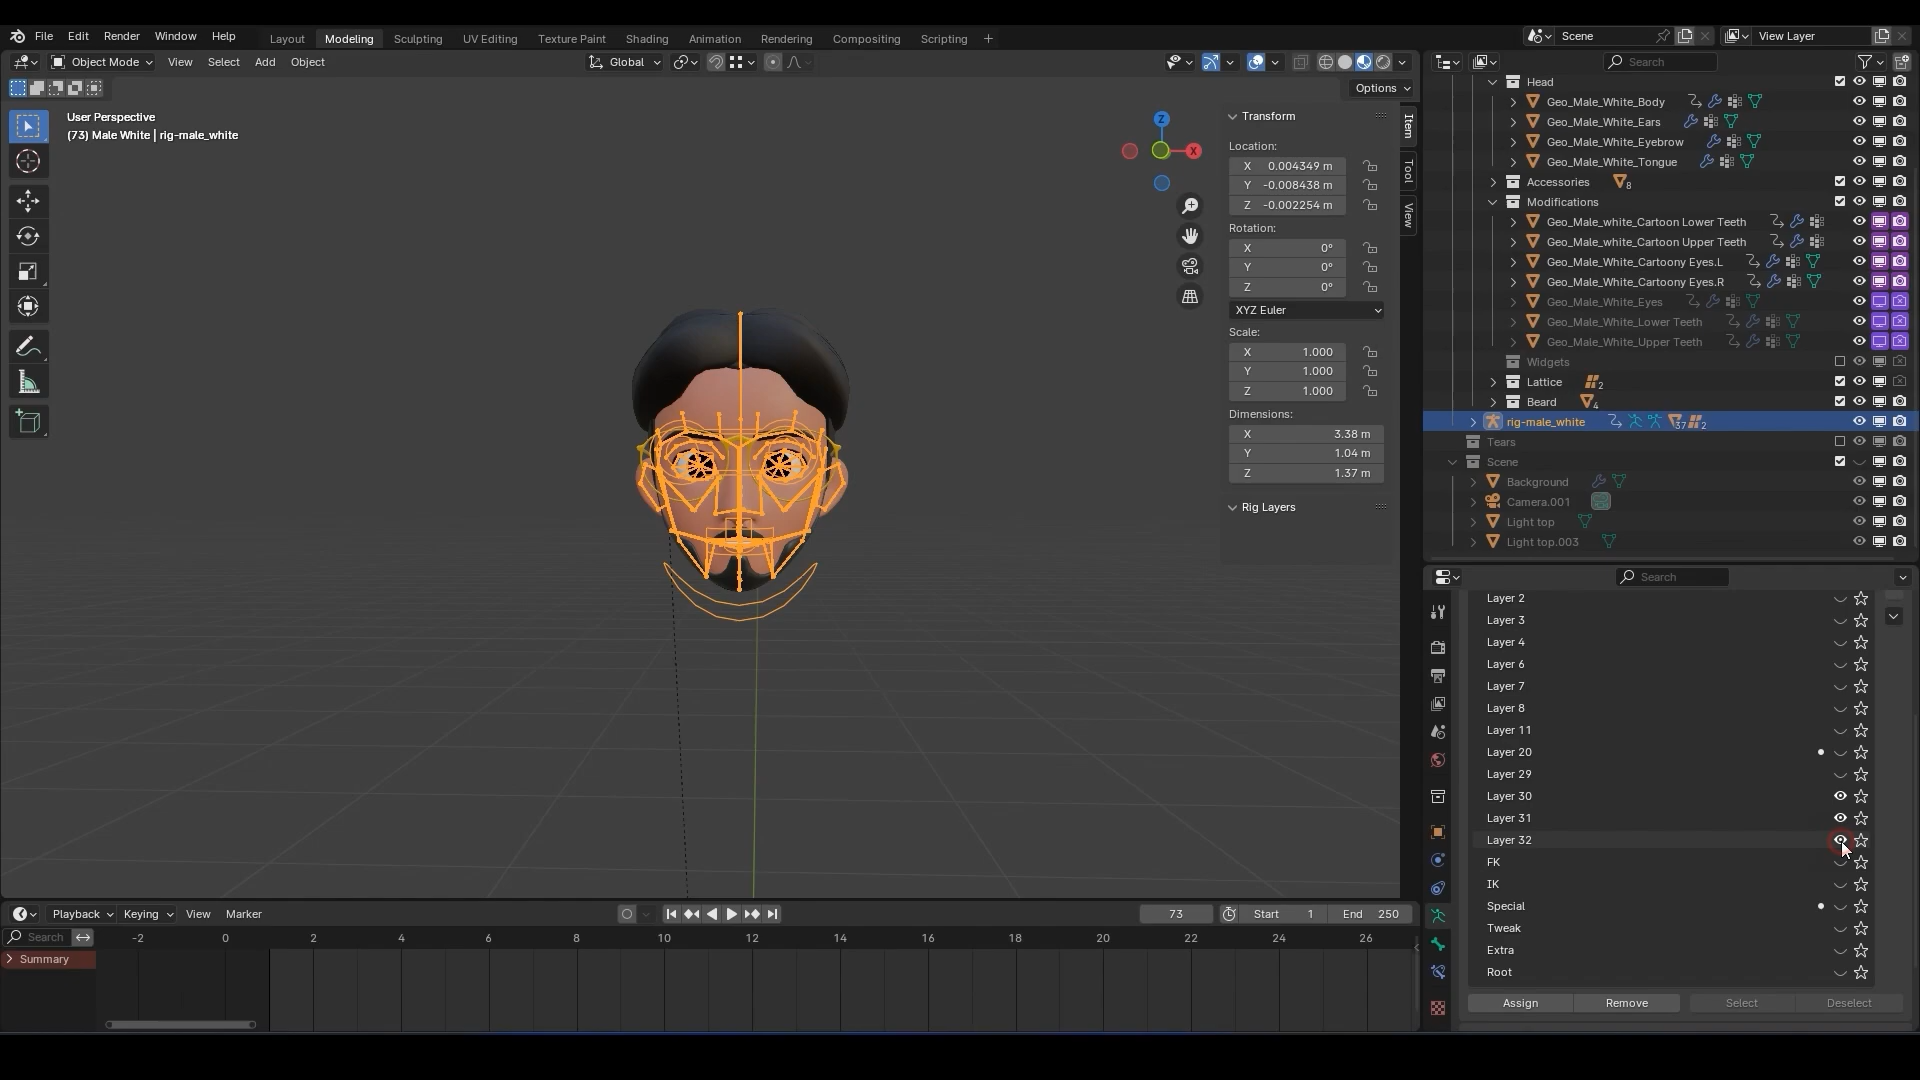 File Edit Render Window Help
Layout Modeling Sculpting UV Editing Texture Paint Shading Animation Rendering Compositing Scripting +
Scene
View Layer
Object Mode View Select Add Object
Global
Search
Options
User Perspective
(73) Male White | rig-male_white
Z
X
Item
Tool
View
Transform
Location:
X 0.004349 m
Y -0.008438 m
Z -0.002254 m
Rotation:
X 0°
Y 0°
Z 0°
XYZ Euler
Scale:
X 1.000
Y 1.000
Z 1.000
Dimensions:
X 3.38 m
Y 1.04 m
Z 1.37 m
Rig Layers
Head
Geo_Male_White_Body
Geo_Male_White_Ears
Geo_Male_White_Eyebrow
Geo_Male_White_Tongue
Accessories 8
Modifications
Geo_Male_white_Cartoon Lower Teeth
Geo_Male_white_Cartoon Upper Teeth
Geo_Male_White_Cartoony Eyes.L
Geo_Male_White_Cartoony Eyes.R
Geo_Male_White_Eyes
Geo_Male_White_Lower Teeth
Geo_Male_White_Upper Teeth
Widgets
Lattice 2
Beard 4
rig-male_white 37 2
Tears
Scene
Background
Camera.001
Light top
Light top.003
Search
Layer 2
Layer 3
Layer 4
Layer 6
Layer 7
Layer 8
Layer 11
Layer 20
Layer 29
Layer 30
Layer 31
Layer 32
FK
IK
Special
Tweak
Extra
Root
Assign Remove Select Deselect
Playback Keying View Marker
73 Start 1 End 250
Search
-2 0 2 4 6 8 10 12 14 16 18 20 22 24 26
Summary